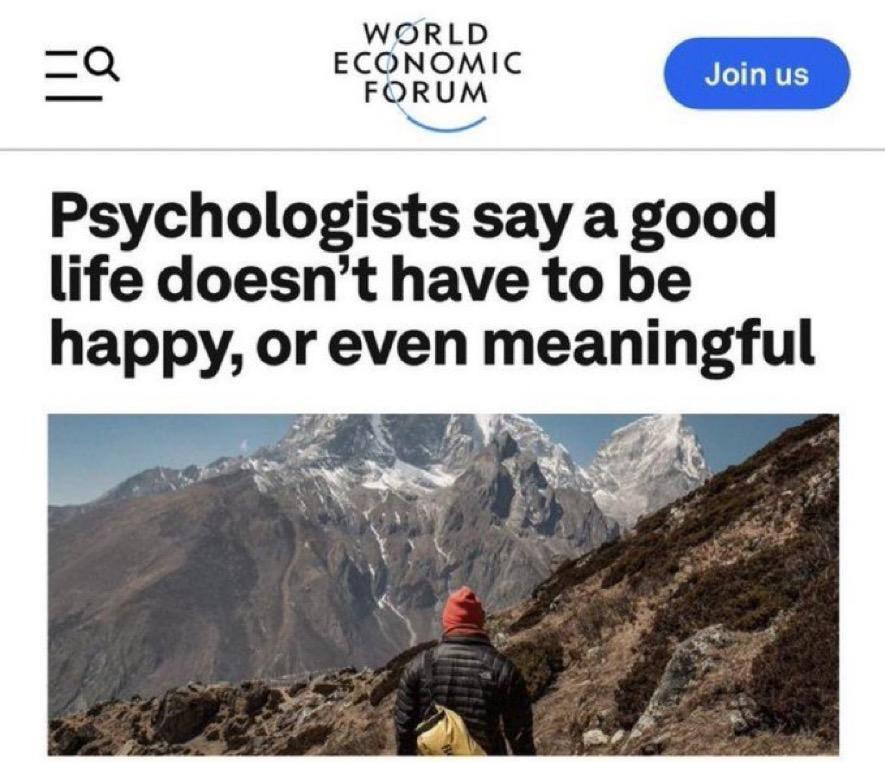 WORLD
ECONOMIC
FORUM
Join us
Psychologists say a good
life doesn’t have to be
happy, or even meaningful